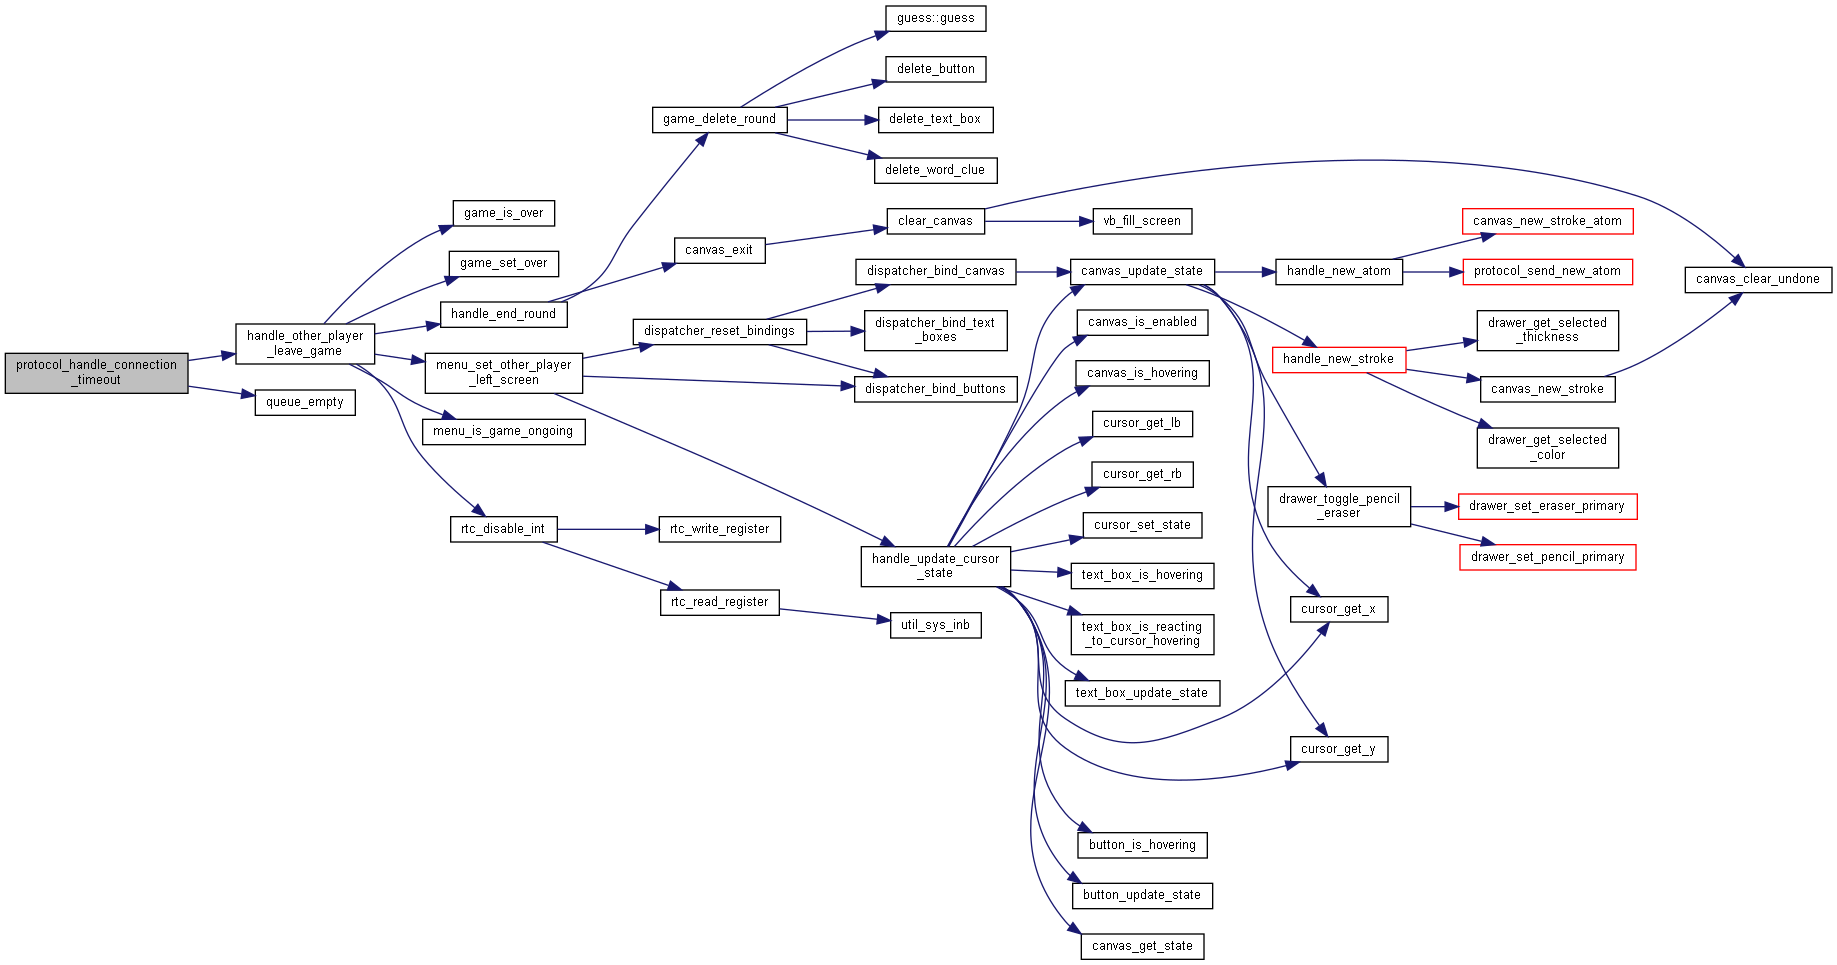 protocol_handle_connection
_timeout
handle_other_player
_leave_game
queue_empty
game_is_over
game_set_over
handle_end_round
menu_set_other_player
_left_screen
menu_is_game_ongoing
rtc_disable_int
game_delete_round
canvas_exit
dispatcher_reset_bindings
rtc_write_register
rtc_read_register
guess::guess
delete_button
delete_text_box
delete_word_clue
clear_canvas
dispatcher_bind_canvas
dispatcher_bind_text
_boxes
dispatcher_bind_buttons
handle_update_cursor
_state
util_sys_inb
vb_fill_screen
canvas_update_state
canvas_is_enabled
canvas_is_hovering
cursor_get_lb
cursor_get_rb
cursor_set_state
text_box_is_hovering
text_box_is_reacting
_to_cursor_hovering
text_box_update_state
button_is_hovering
button_update_state
canvas_get_state
handle_new_atom
handle_new_stroke
drawer_toggle_pencil
_eraser
cursor_get_x
cursor_get_y
canvas_new_stroke_atom
protocol_send_new_atom
drawer_get_selected
_thickness
canvas_new_stroke
drawer_get_selected
_color
drawer_set_eraser_primary
drawer_set_pencil_primary
canvas_clear_undone